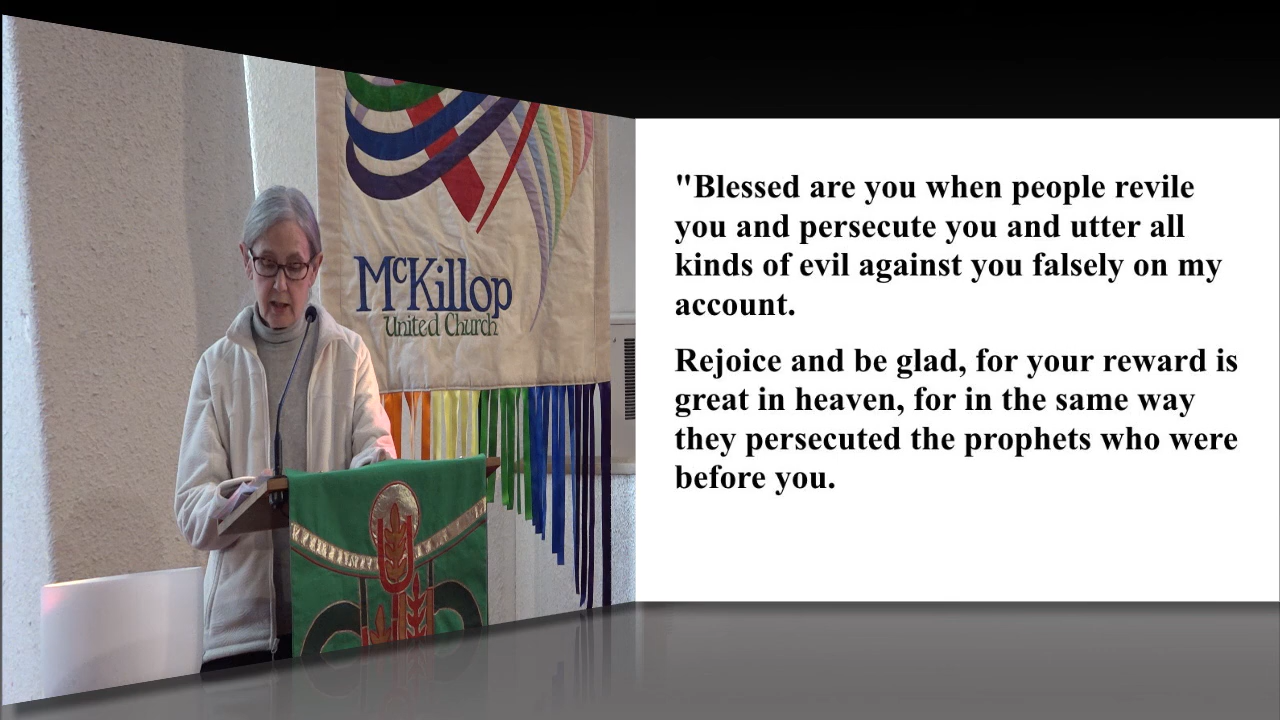 McKillop
United Church
"Blessed are you when people revile
you and persecute you and utter all
kinds of evil against you falsely on my
account.
Rejoice and be glad, for your reward is
great in heaven, for in the same way
they persecuted the prophets who were
before you.